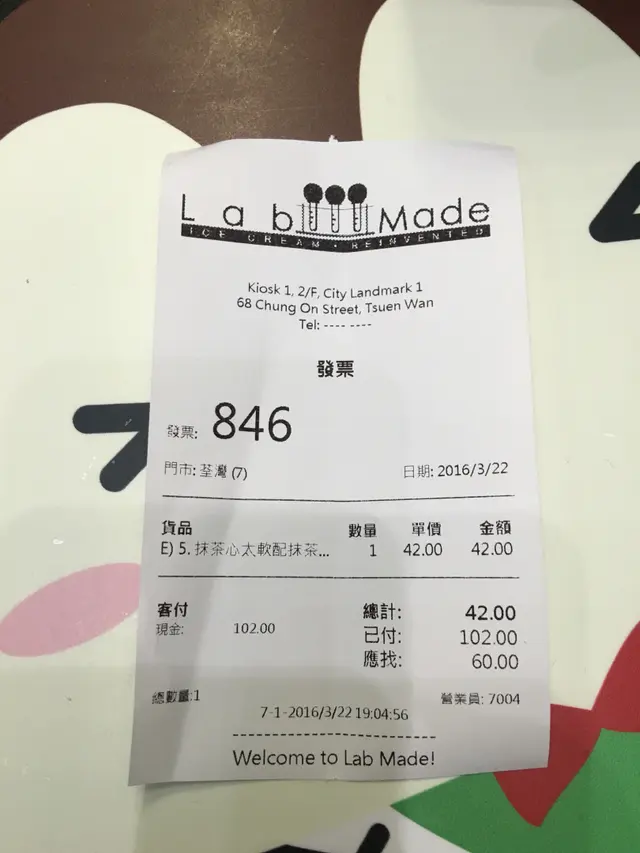 Lab Made
ICE CREAM · REINVENTED
Kiosk 1, 2/F, City Landmark 1
68 Chung On Street, Tsuen Wan
Tel: ---- ----
發票
發票: 846
門市: 荃灣 (7) 日期: 2016/3/22
貨品 數量 單價 金額
E) 5. 抹茶心太軟配抹茶... 1 42.00 42.00
客付 總計: 42.00
現金: 102.00 已付: 102.00
應找: 60.00
總數量:1 營業員: 7004
7-1-2016/3/22 19:04:56
Welcome to Lab Made!